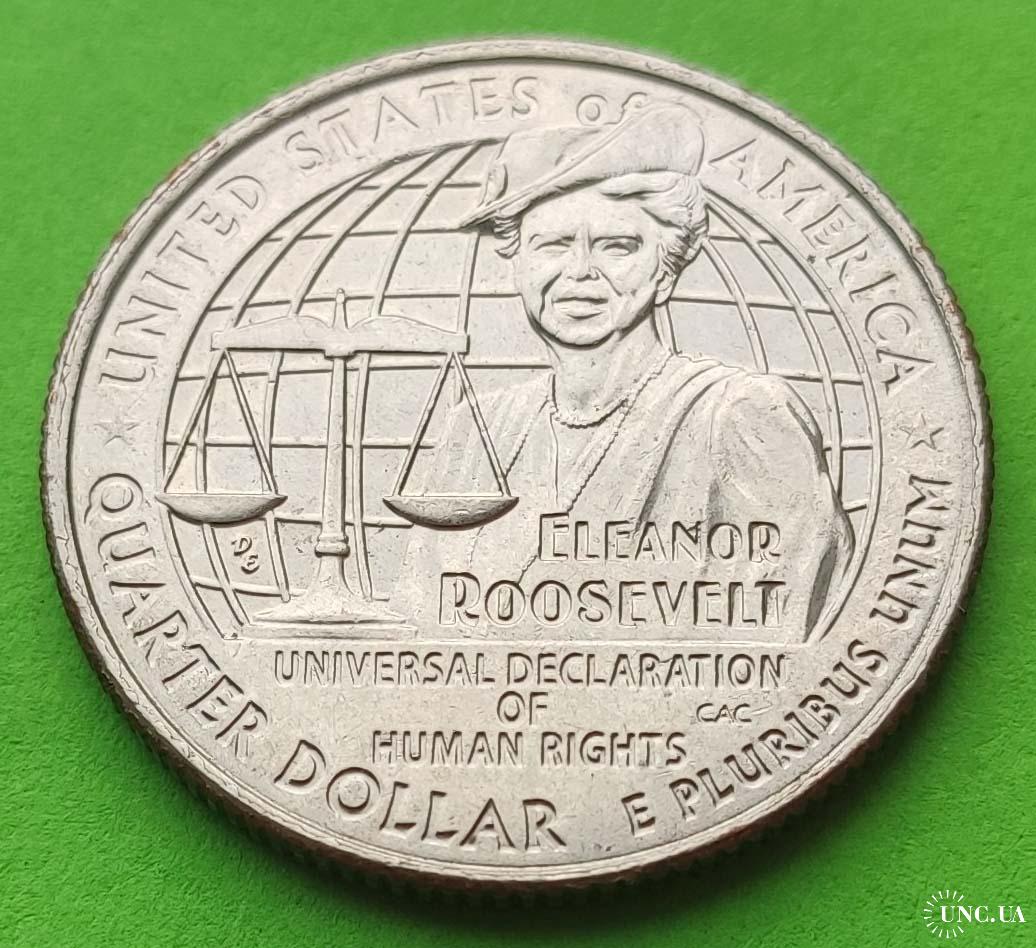 UNITED STATES of AMERICA
ELEANOR
ROOSEVELT
DE
UNIVERSAL DECLARATION
OF
HUMAN RIGHTS
CAC
QUARTER DOLLAR
E PLURIBUS UNUM
UNC.UA